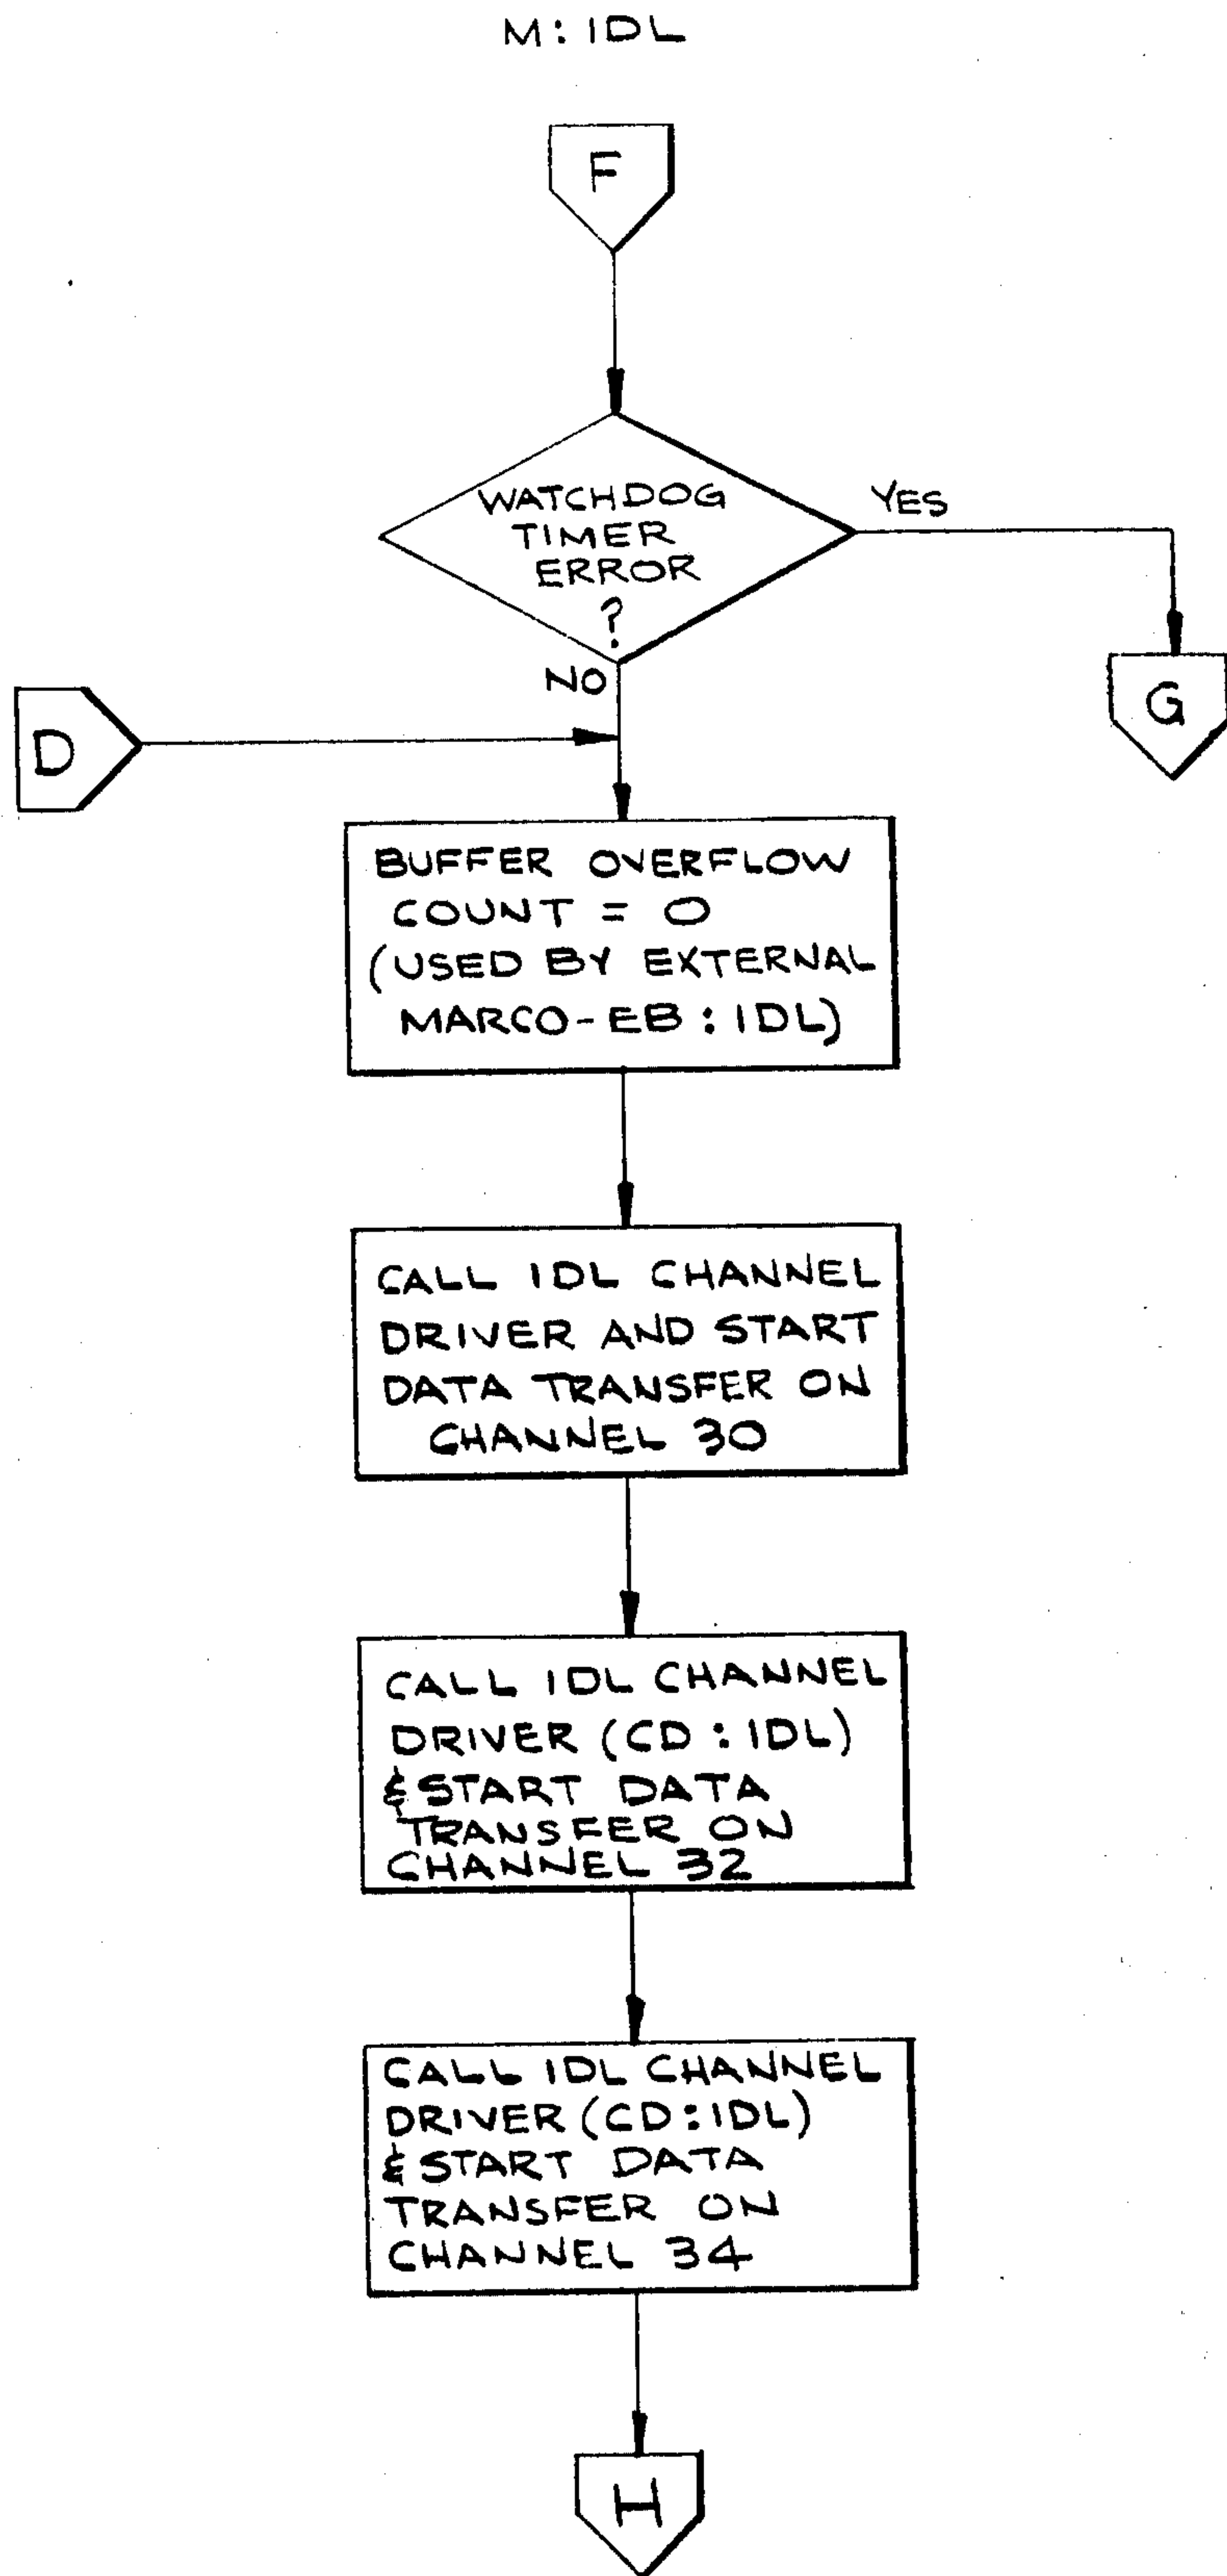 M:IDL
F
WATCHDOG
TIMER
ERROR
?
YES
NO
G
D
BUFFER OVERFLOW
COUNT = 0
(USED BY EXTERNAL
MARCO-EB:IDL)
CALL IDL CHANNEL
DRIVER AND START
DATA TRANSFER ON
CHANNEL 30
CALL IDL CHANNEL
DRIVER (CD:IDL)
& START DATA
TRANSFER ON
CHANNEL 32
CALL IDL CHANNEL
DRIVER (CD:IDL)
& START DATA
TRANSFER ON
CHANNEL 34
H